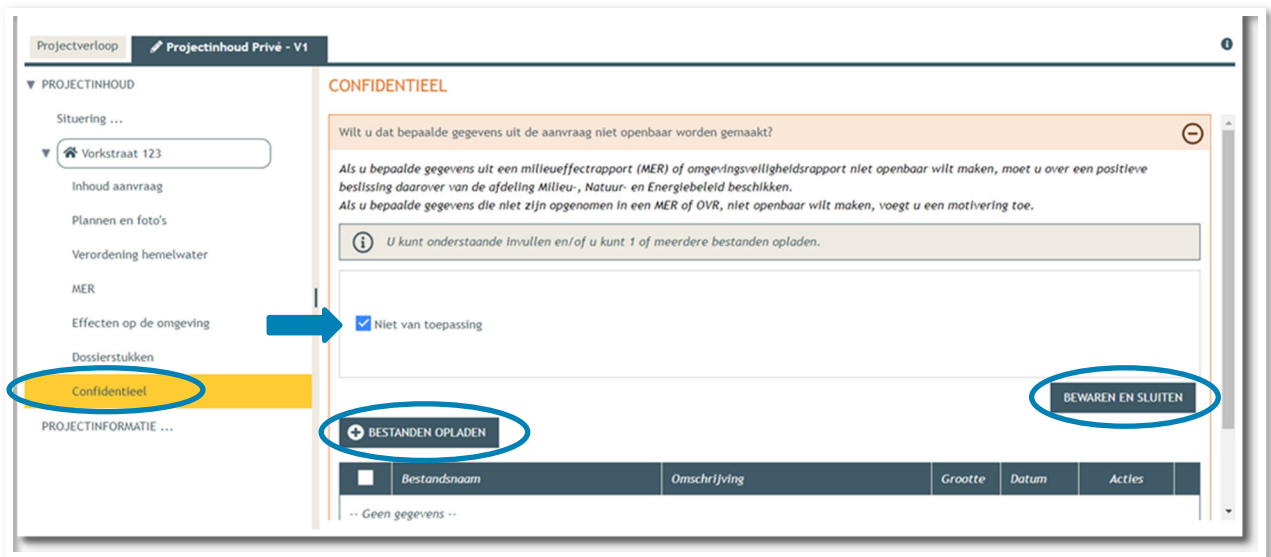 Projectverloop
Projectinhoud Privé - V1
PROJECTINHOUD
Situering ...
Vorkstraat 123
Inhoud aanvraag
Plannen en foto's
Verordening hemelwater
MER
Effecten op de omgeving
Dossierstukken
Confidentieel
PROJECTINFORMATIE ...
CONFIDENTIEEL
Wilt u dat bepaalde gegevens uit de aanvraag niet openbaar worden gemaakt?
Als u bepaalde gegevens uit een milieueffectrapport (MER) of omgevingsveiligheidsrapport niet openbaar wilt maken, moet u over een positieve
beslissing daarover van de afdeling Milieu-, Natuur- en Energiebeleid beschikken.
Als u bepaalde gegevens die niet zijn opgenomen in een MER of OVR, niet openbaar wilt maken, voegt u een motivering toe.
U kunt onderstaande invullen en/of u kunt 1 of meerdere bestanden opladen.
Niet van toepassing
BEWAREN EN SLUITEN
BESTANDEN OPLADEN
Bestandsnaam Omschrijving Grootte Datum Acties
-- Geen gegevens --